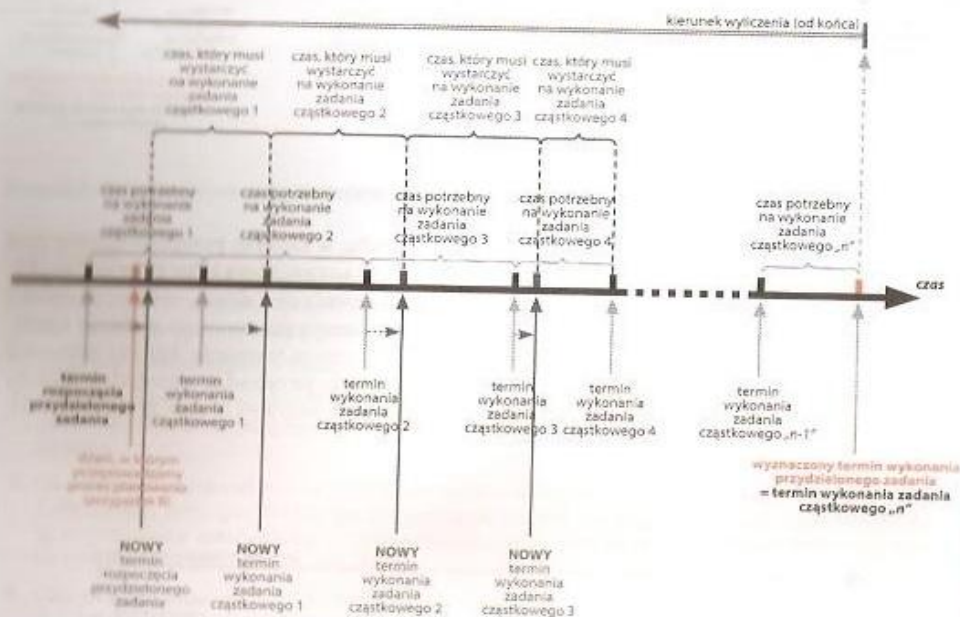 kierunek wyliczenia (od końca)
czas, który musi
wystarczyć
na wykonanie
zadania
cząstkowego 1
czas, który musi
wystarczyć
na wykonanie
zadania
cząstkowego 2
czas, który musi
wystarczyć
na wykonanie
zadania
cząstkowego 3
czas, który musi
wystarczyć
na wykonanie
zadania
cząstkowego 4
czas potrzebny
na wykonanie
zadania
cząstkowego 1
czas potrzebny
na wykonanie
zadania
cząstkowego 2
czas potrzebny
na wykonanie
zadania
cząstkowego 3
czas potrzebny
na wykonanie
zadania
cząstkowego 4
czas potrzebny
na wykonanie
zadania
cząstkowego „n"
czas
termin
rozpoczęcia
przydzielonego
zadania
termin
wykonania
zadania
cząstkowego 1
termin
wykonania
zadania
cząstkowego 2
termin
wykonania
zadania
cząstkowego 3
termin
wykonania
zadania
cząstkowego 4
termin
wykonania
zadania
cząstkowego „n-1"
dzień, w którym
przeprowadzamy
proces planowania
wyznaczony termin wykonania
przydzielonego zadania
= termin wykonania zadania
cząstkowego „n"
NOWY
termin
rozpoczęcia
przydzielonego
zadania
NOWY
termin
wykonania
zadania
cząstkowego 1
NOWY
termin
wykonania
zadania
cząstkowego 2
NOWY
termin
wykonania
zadania
cząstkowego 3